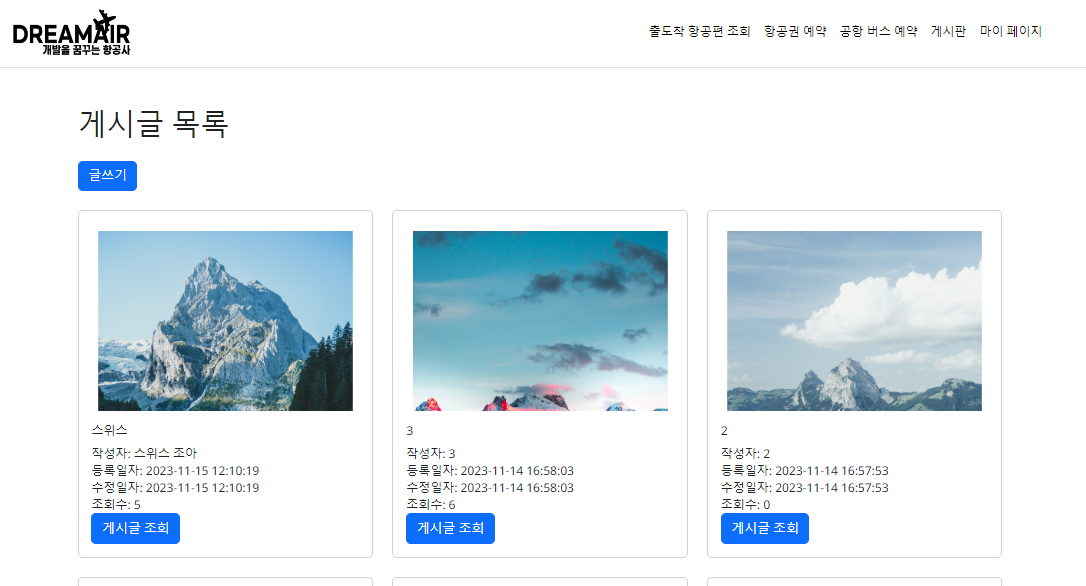 DREAMAIR
개발을 꿈꾸는 항공사
출도착 항공편 조회 항공권 예약 공항 버스 예약 게시판 마이 페이지
게시글 목록
글쓰기
스위스
작성자: 스위스 조아
등록일자: 2023-11-15 12:10:19
수정일자: 2023-11-15 12:10:19
조회수: 5
게시글 조회
3
작성자: 3
등록일자: 2023-11-14 16:58:03
수정일자: 2023-11-14 16:58:03
조회수: 6
게시글 조회
2
작성자: 2
등록일자: 2023-11-14 16:57:53
수정일자: 2023-11-14 16:57:53
조회수: 0
게시글 조회